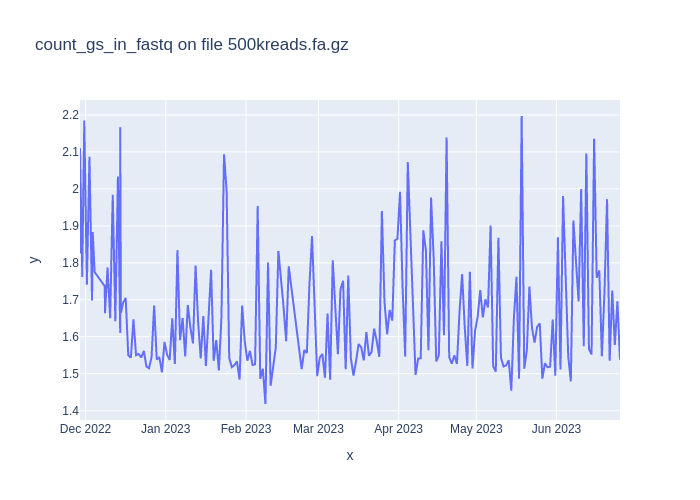 count_gs_in_fastq on file 500kreads.fa.gz
2.2
2.1
2
1.9
1.8
1.7
1.6
1.5
1.4
y
Dec 2022 Jan 2023 Feb 2023 Mar 2023 Apr 2023 May 2023 Jun 2023
x